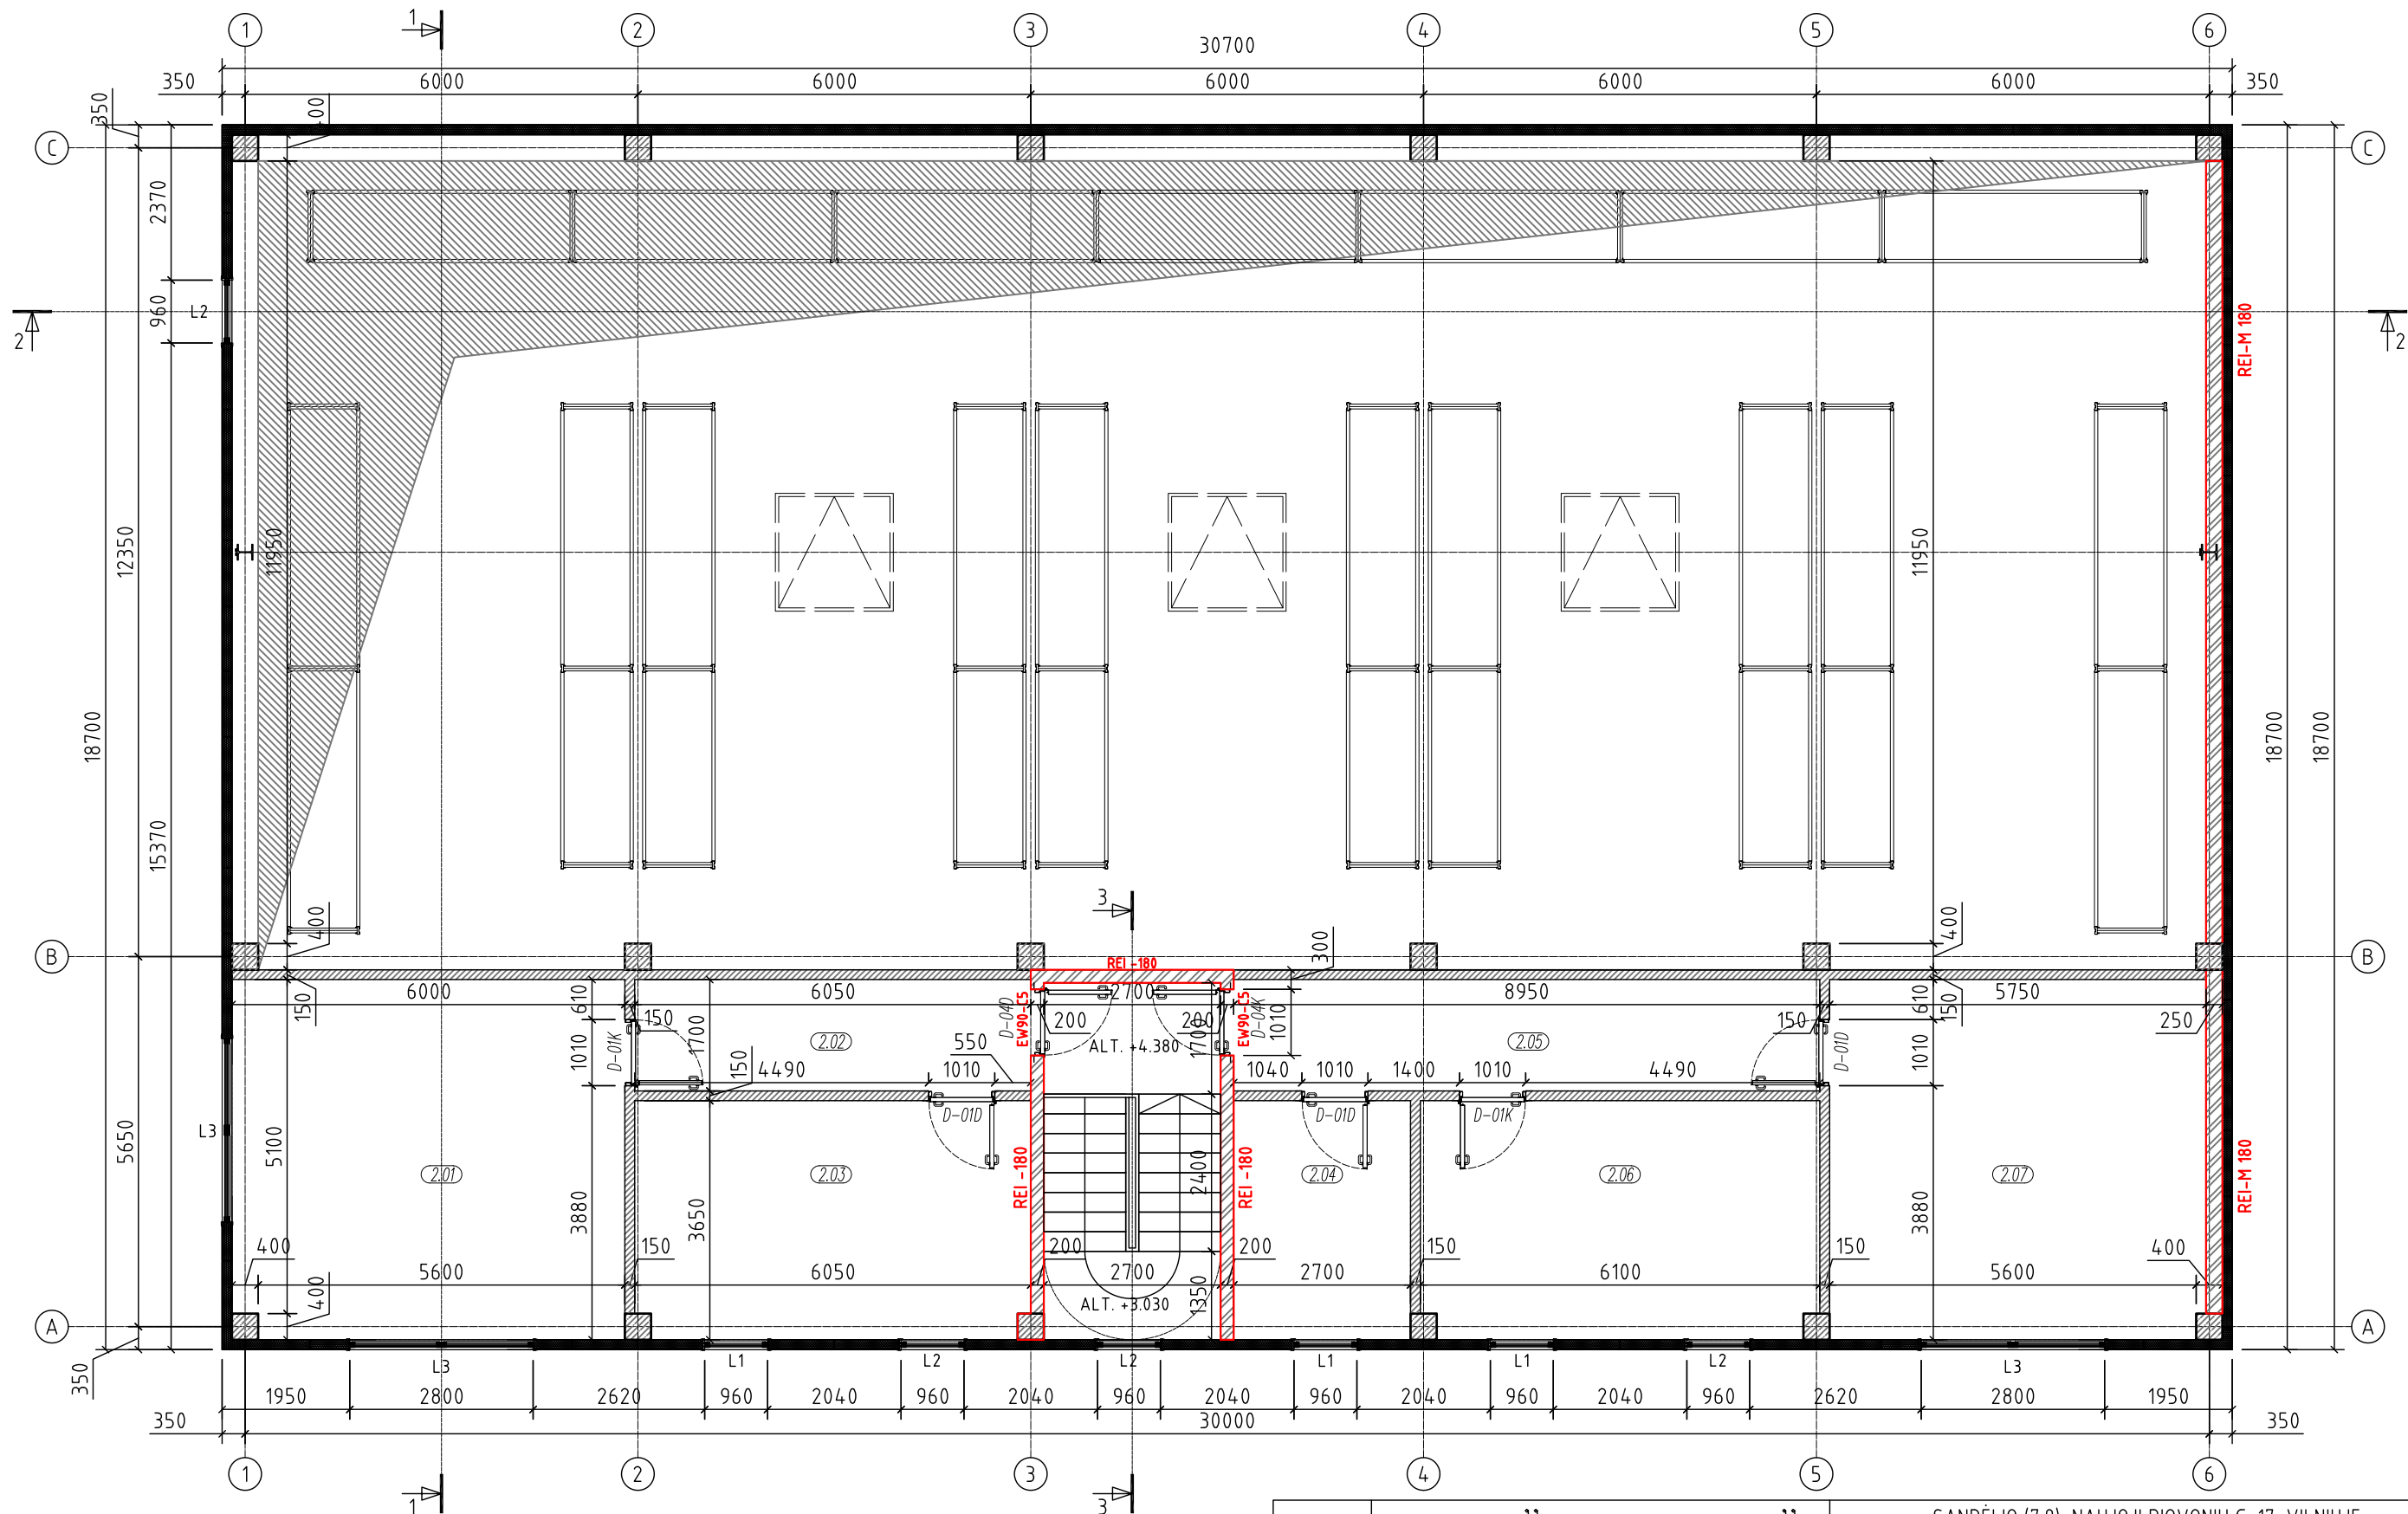 1
1 2 3 4 5 6
30700
350 6000 6000 6000 6000 6000 350
350 400
C C
2370
960 L2
2 2
REI-M 180
12350 11950 11950
18700 15370 18700 18700
3
400 400
B B
300
REI -180
6000 610 6050 2700 8950 610 5750
150 150 200 200 150 150 250
D-04D EW90-C5 EW90-C5 D-04K 1010
1010 D-01K 1700 2.02 550 ALT. +4.380 1700 2.05 D-01D 1010
150 4490 1010 1040 1010 1400 1010 4490
D-01D D-01D D-01K
L3
5650 5100 2.01 3880 3650 2.03 REI -180 2400 REI -180 2.04 2.06 3880 2.07 REI-M 180
400 150 200 200 150 150 400
5600 6050 2700 2700 6100 5600
400 ALT. +3.030 1350
A A
350 L3 L1 L2 L2 L1 L1 L2 L3
1950 2800 2620 960 2040 960 2040 960 2040 960 2040 960 2040 960 2620 2800 1950
350 30000 350
1 2 3 4 5 6
1 3